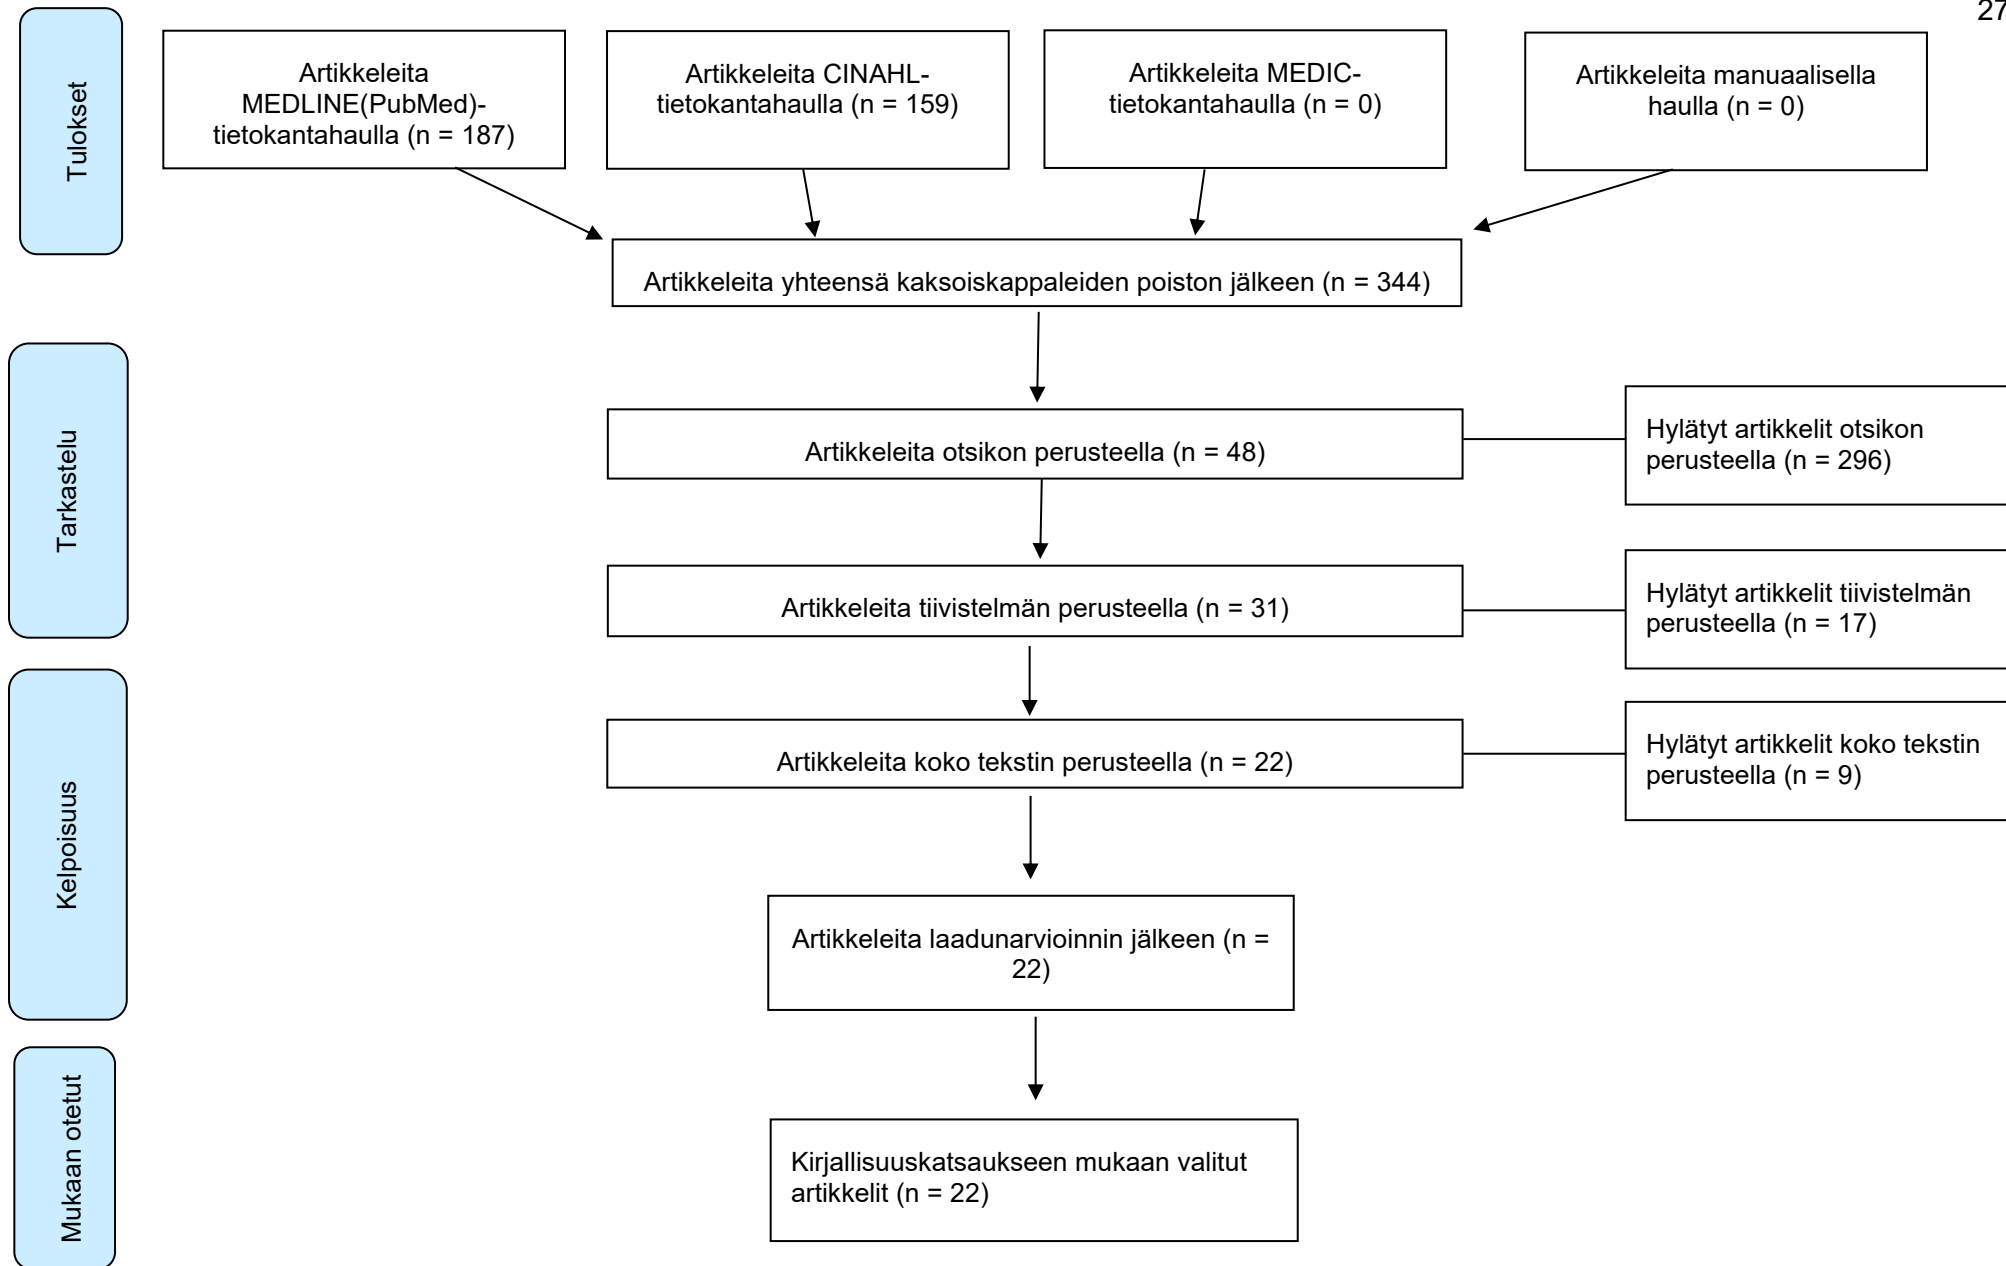 27
Tulokset
Artikkeleita
MEDLINE(PubMed)-
tietokantahaulla (n = 187)
Artikkeleita CINAHL-
tietokantahaulla (n = 159)
Artikkeleita MEDIC-
tietokantahaulla (n = 0)
Artikkeleita manuaalisella
haulla (n = 0)
Artikkeleita yhteensä kaksoiskappaleiden poiston jälkeen (n = 344)
Tarkastelu
Artikkeleita otsikon perusteella (n = 48)
Hylätyt artikkelit otsikon
perusteella (n = 296)
Artikkeleita tiivistelmän perusteella (n = 31)
Hylätyt artikkelit tiivistelmän
perusteella (n = 17)
Kelpoisuus
Artikkeleita koko tekstin perusteella (n = 22)
Hylätyt artikkelit koko tekstin
perusteella (n = 9)
Artikkeleita laadunarvioinnin jälkeen (n =
22)
Mukaan otetut
Kirjallisuuskatsaukseen mukaan valitut
artikkelit (n = 22)